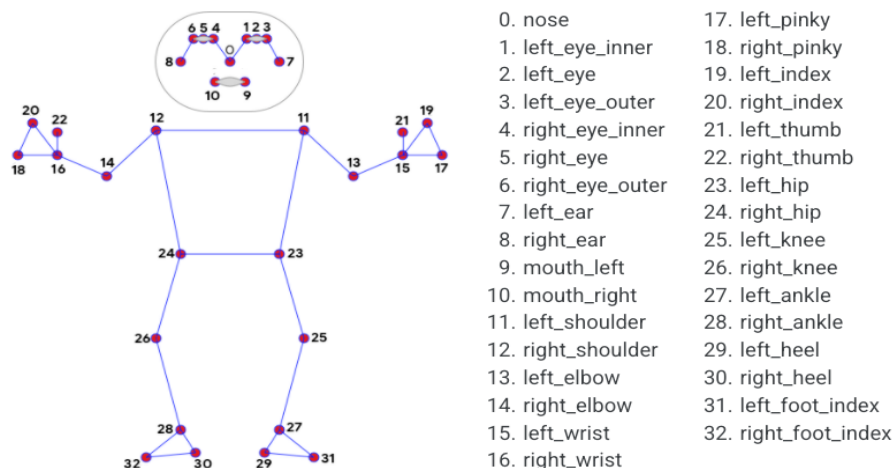 6 5 4 1 2 3
0
8 7
10 9
20 22 12 11 21 19
18 16 14 13 15 17
24 23
26 25
28 27
32 30 29 31
0. nose
1. left_eye_inner
2. left_eye
3. left_eye_outer
4. right_eye_inner
5. right_eye
6. right_eye_outer
7. left_ear
8. right_ear
9. mouth_left
10. mouth_right
11. left_shoulder
12. right_shoulder
13. left_elbow
14. right_elbow
15. left_wrist
16. right_wrist
17. left_pinky
18. right_pinky
19. left_index
20. right_index
21. left_thumb
22. right_thumb
23. left_hip
24. right_hip
25. left_knee
26. right_knee
27. left_ankle
28. right_ankle
29. left_heel
30. right_heel
31. left_foot_index
32. right_foot_index